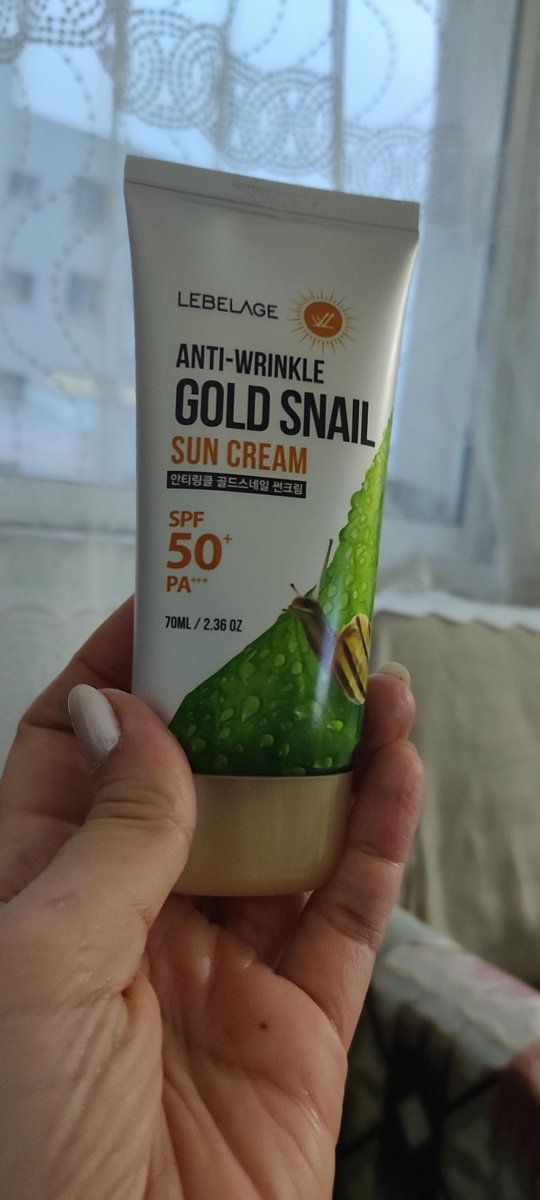 LEBELAGE
ANTI-WRINKLE
GOLD SNAIL
SUN CREAM
안티링클 골드스네일 썬크림
SPF
50+
PA+++
70ML / 2.36 OZ